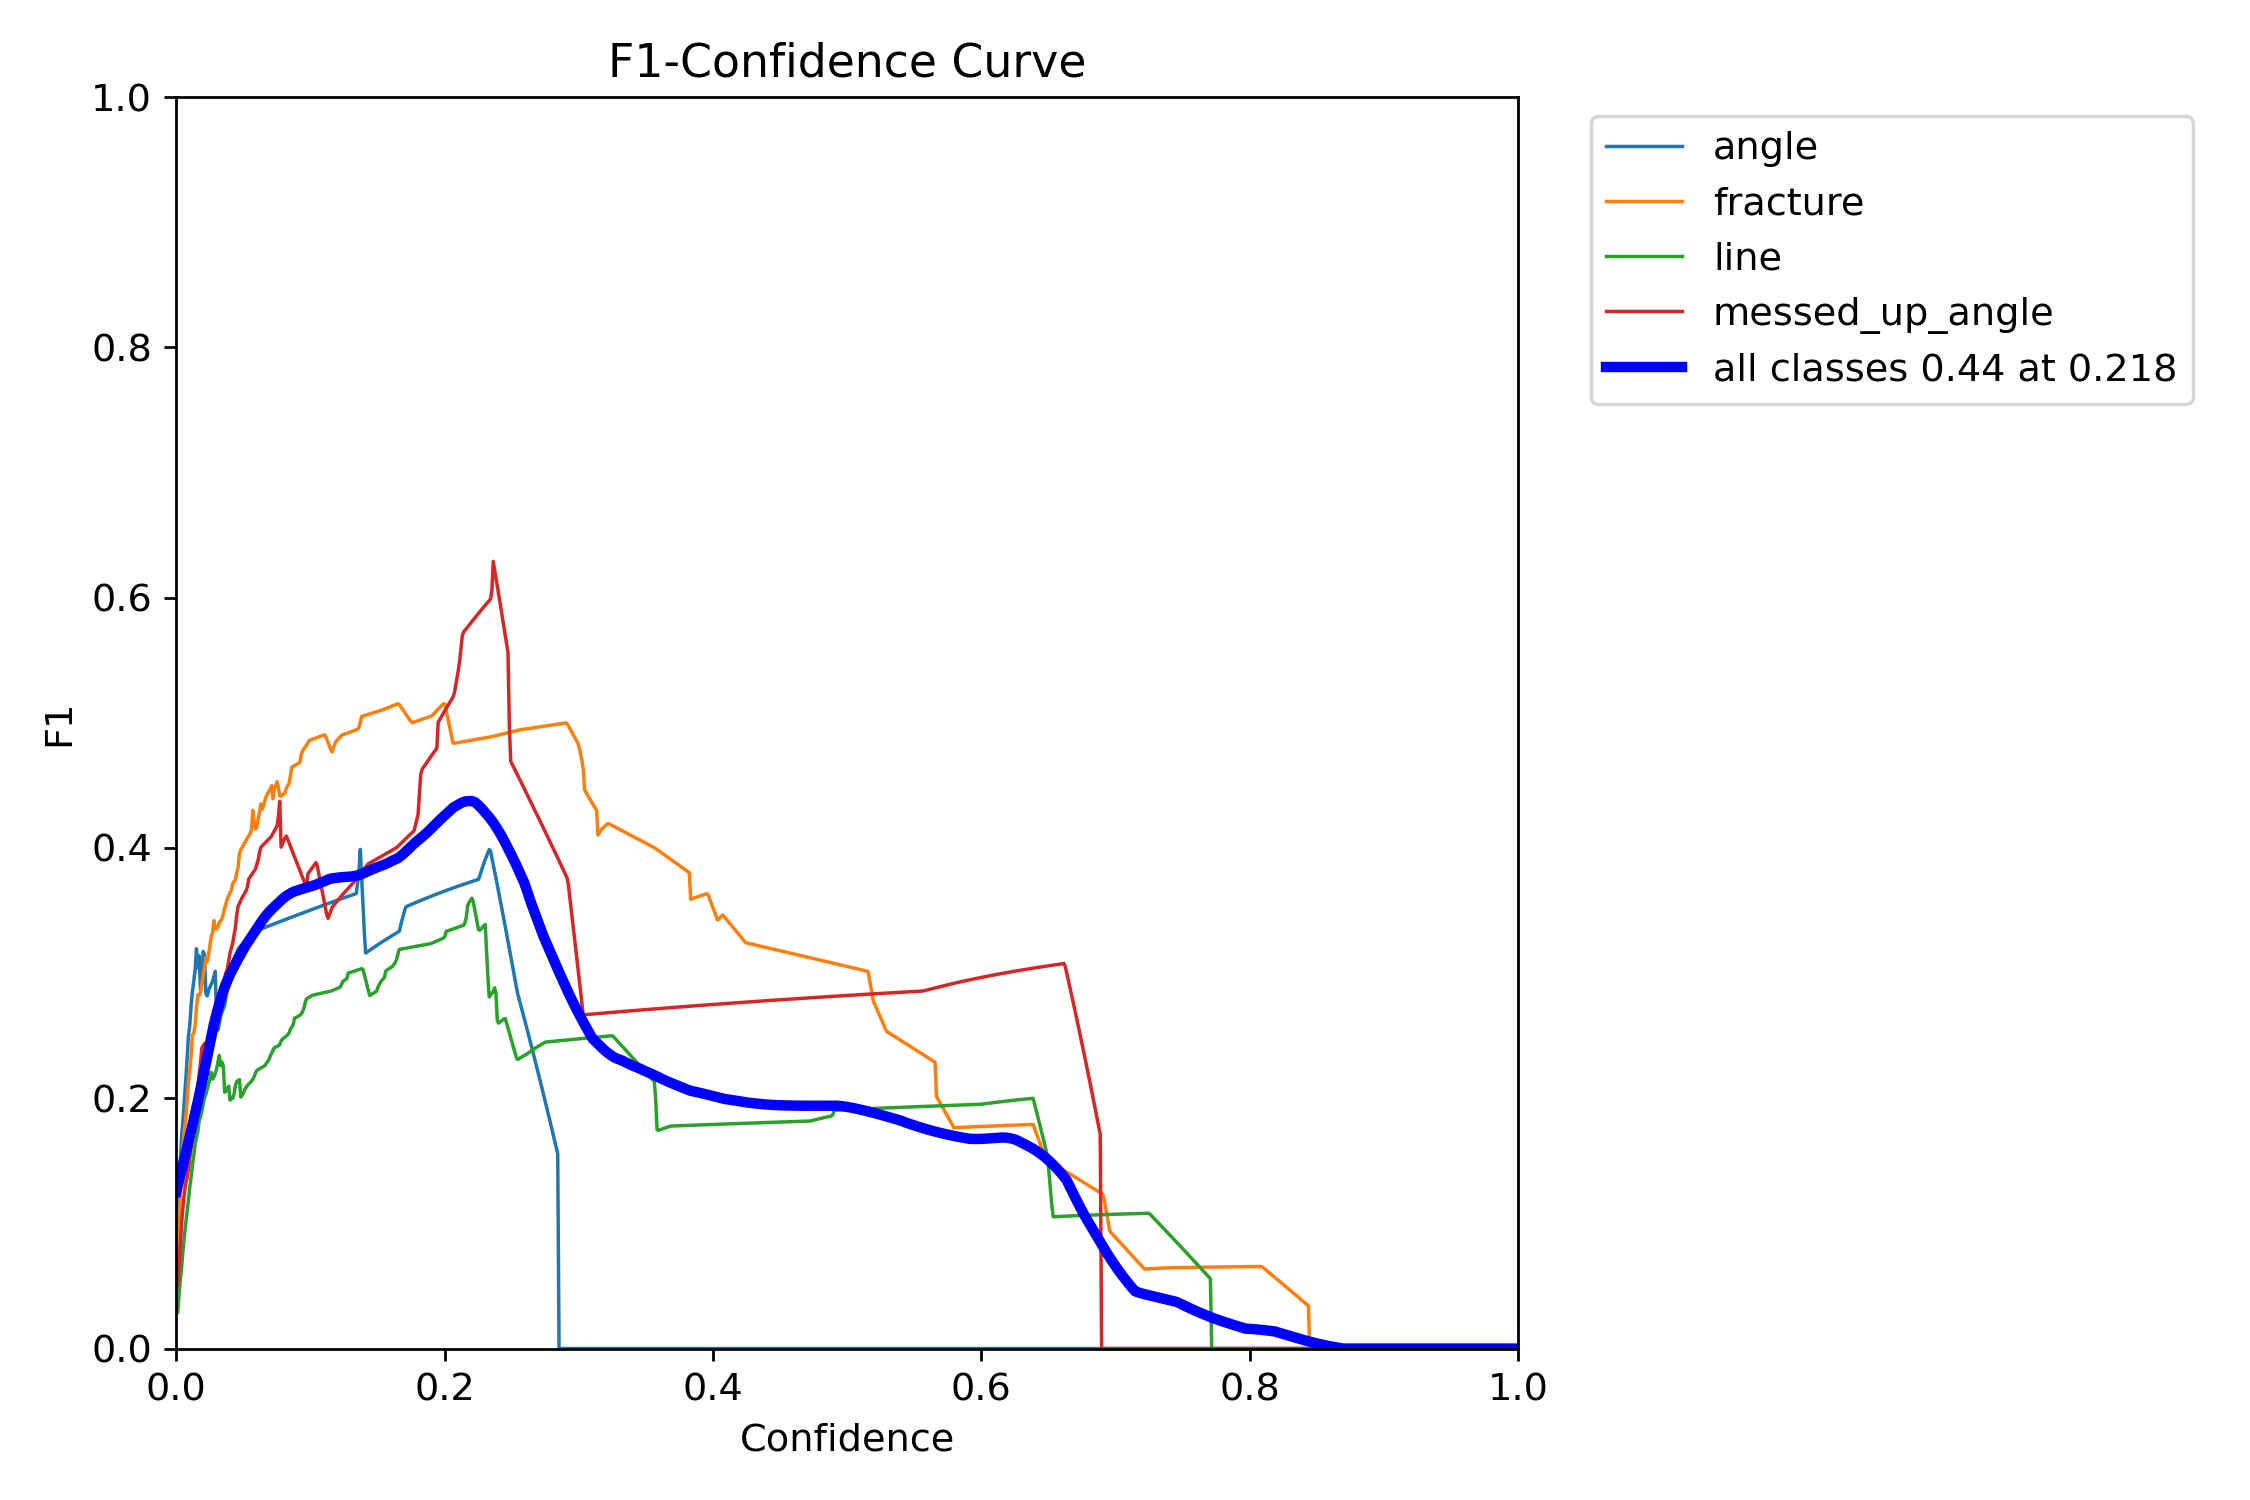 F1-Confidence Curve
1.0
0.8
0.6
0.4
0.2
0.0
F1
0.0 0.2 0.4 0.6 0.8 1.0
Confidence
angle
fracture
line
messed_up_angle
all classes 0.44 at 0.218